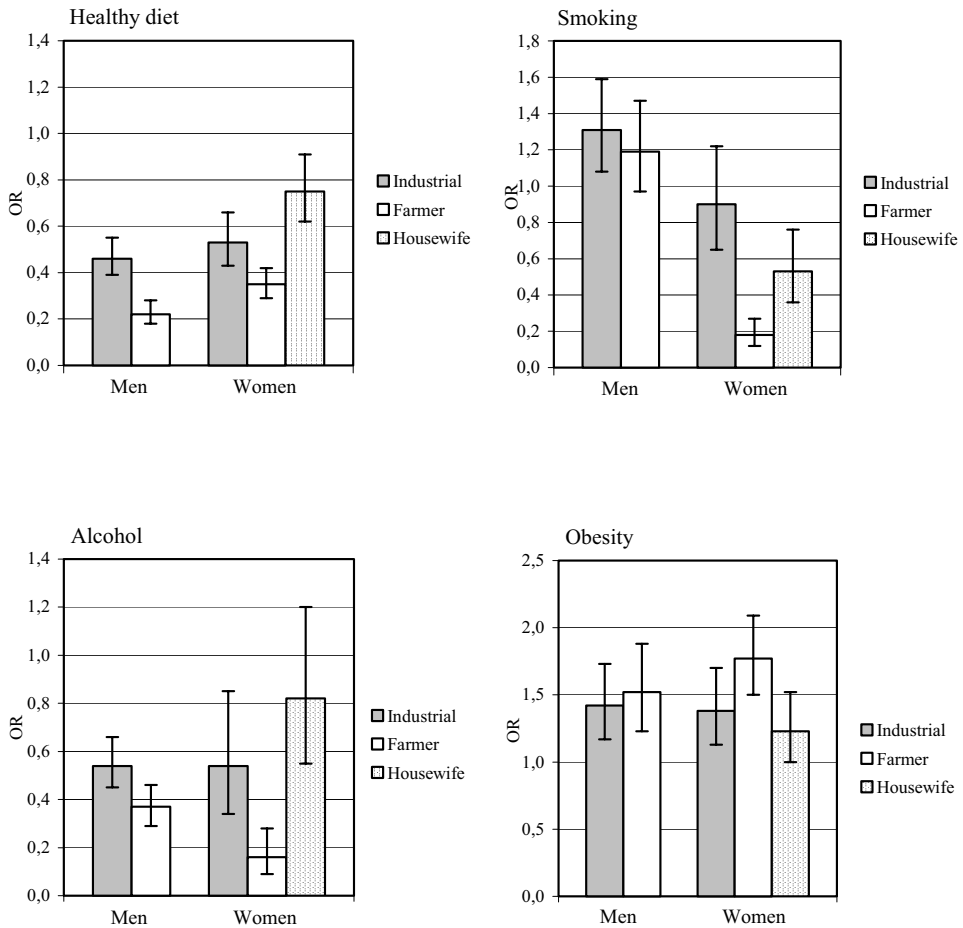 Healthy diet
1,4
1,2
1,0
0,8
0,6
0,4
0,2
0,0
OR
Men
Women
Industrial
Farmer
Housewife
Smoking
1,8
1,6
1,4
1,2
1,0
0,8
0,6
0,4
0,2
0,0
OR
Men
Women
Industrial
Farmer
Housewife
Alcohol
1,4
1,2
1,0
0,8
0,6
0,4
0,2
0,0
OR
Men
Women
Industrial
Farmer
Housewife
Obesity
2,5
2,0
1,5
1,0
0,5
0,0
OR
Men
Women
Industrial
Farmer
Housewife